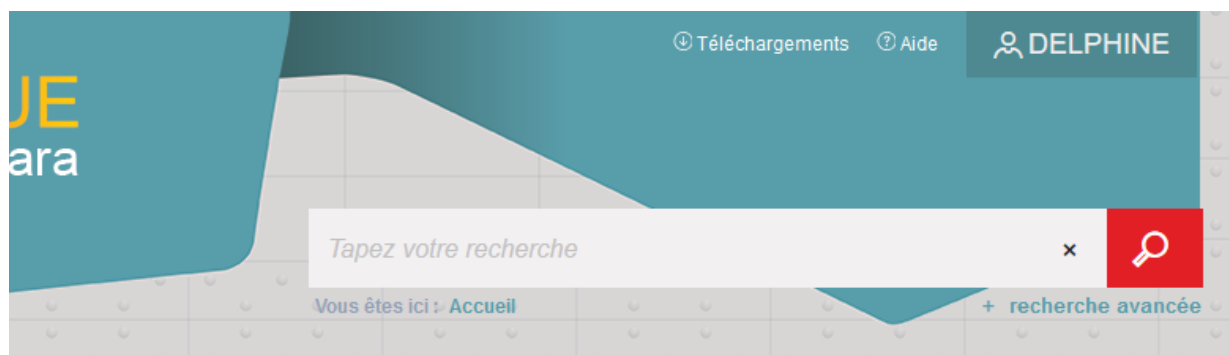 Téléchargements Aide DELPHINE
UE
ara
Tapez votre recherche ×
Vous êtes ici : Accueil + recherche avancée